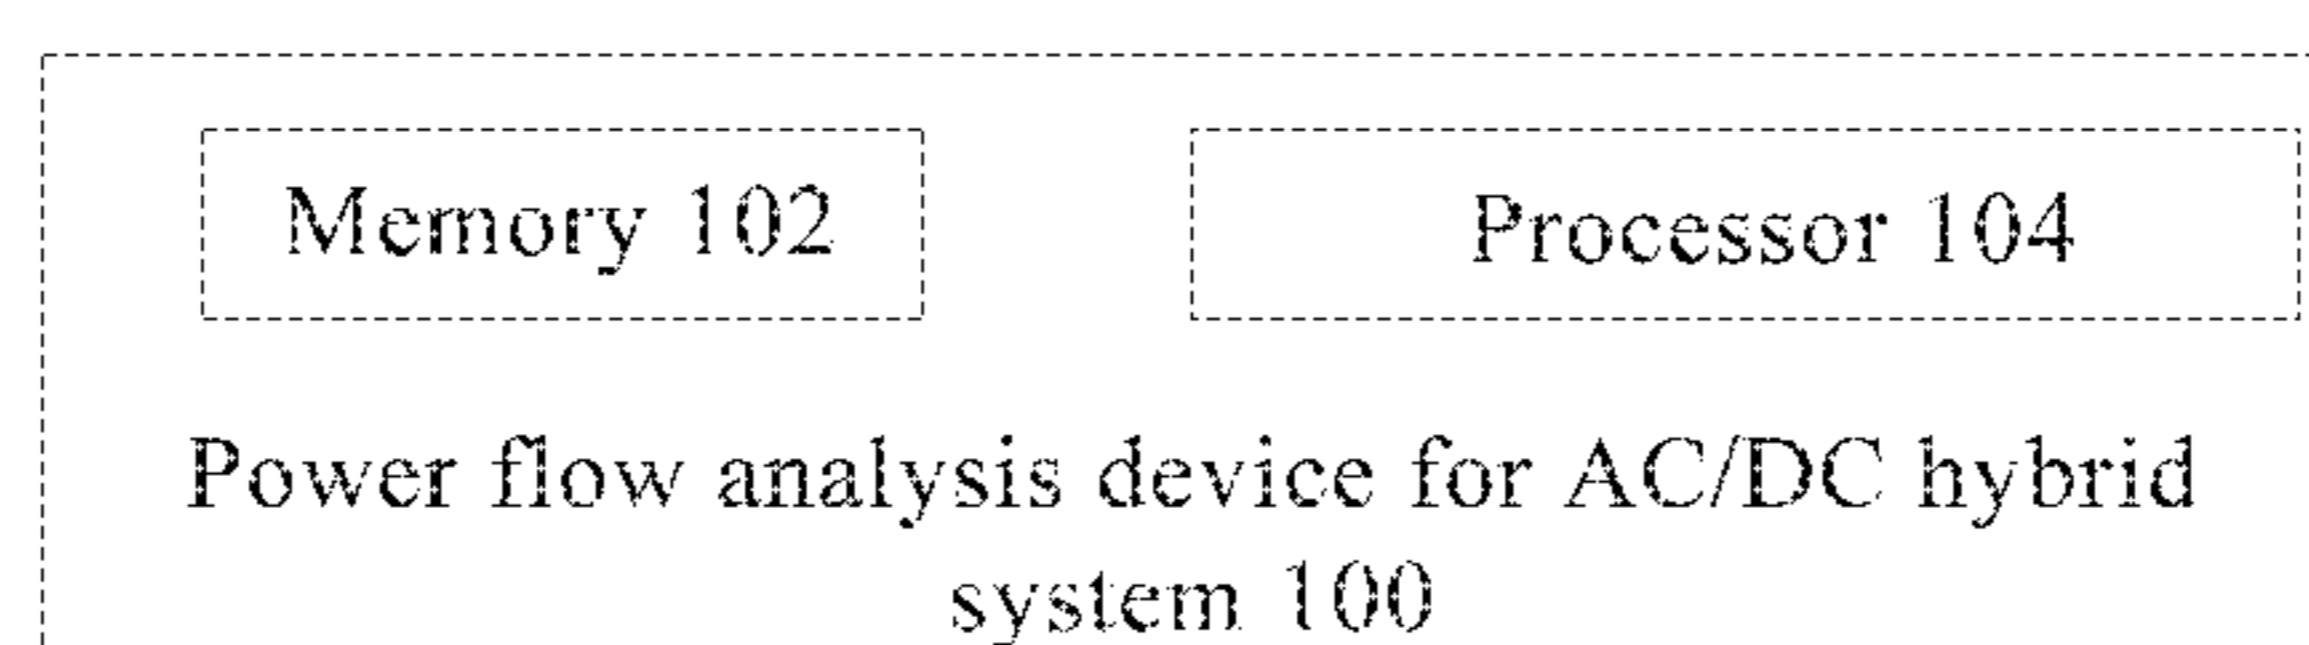 Memory 102
Processor 104
Power flow analysis device for AC/DC hybrid
system 100